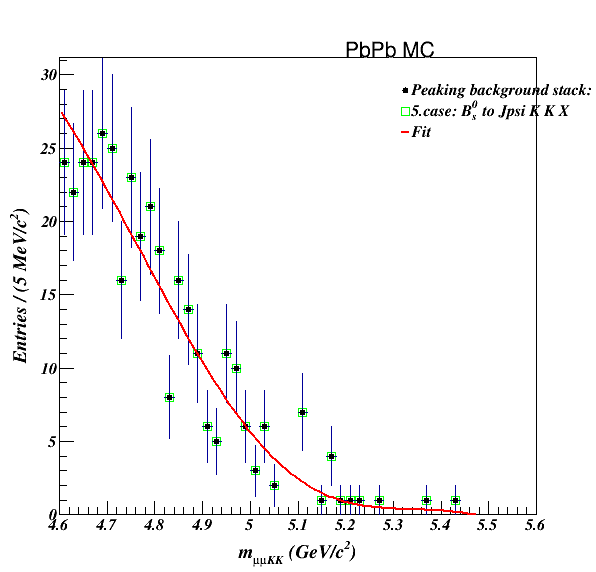 PbPb MC
Peaking background stack:
5.case: B_s^0 to Jpsi K K X
Fit
Entries / (5 MeV/c²)
30
25
20
15
10
5
0
4.6 4.7 4.8 4.9 5 5.1 5.2 5.3 5.4 5.5 5.6
m_μμKK (GeV/c²)